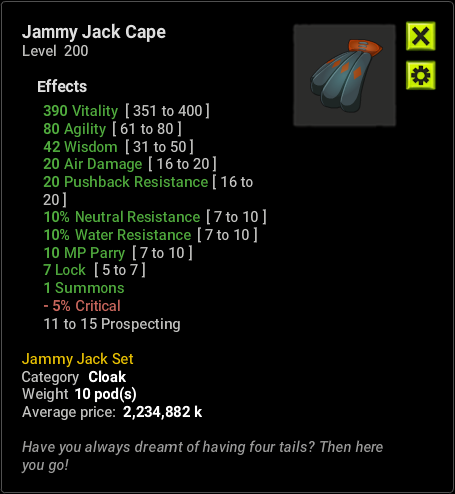 Jammy Jack Cape
Level 200
Effects
390 Vitality [ 351 to 400 ]
80 Agility [ 61 to 80 ]
42 Wisdom [ 31 to 50 ]
20 Air Damage [ 16 to 20 ]
20 Pushback Resistance [ 16 to
20 ]
10% Neutral Resistance [ 7 to 10 ]
10% Water Resistance [ 7 to 10 ]
10 MP Parry [ 7 to 10 ]
7 Lock [ 5 to 7 ]
1 Summons
- 5% Critical
11 to 15 Prospecting
Jammy Jack Set
Category Cloak
Weight 10 pod(s)
Average price: 2,234,882 k
Have you always dreamt of having four tails? Then here
you go!